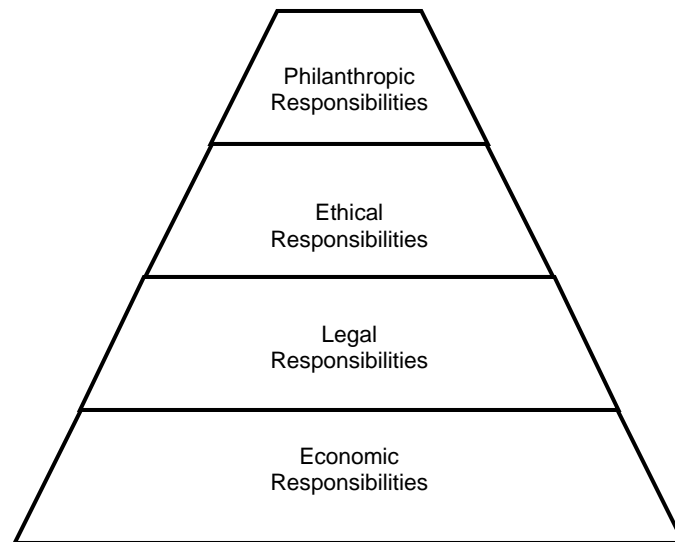 Philanthropic
Responsibilities
Ethical
Responsibilities
Legal
Responsibilities
Economic
Responsibilities